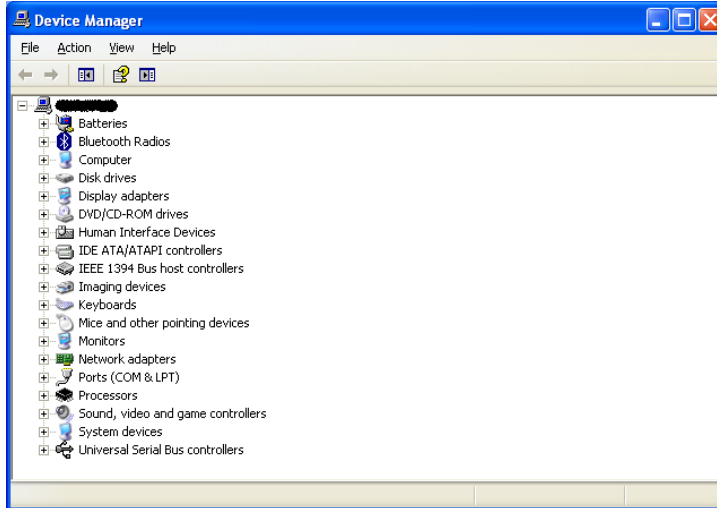 Device Manager
File Action View Help
Batteries
Bluetooth Radios
Computer
Disk drives
Display adapters
DVD/CD-ROM drives
Human Interface Devices
IDE ATA/ATAPI controllers
IEEE 1394 Bus host controllers
Imaging devices
Keyboards
Mice and other pointing devices
Monitors
Network adapters
Ports (COM & LPT)
Processors
Sound, video and game controllers
System devices
Universal Serial Bus controllers